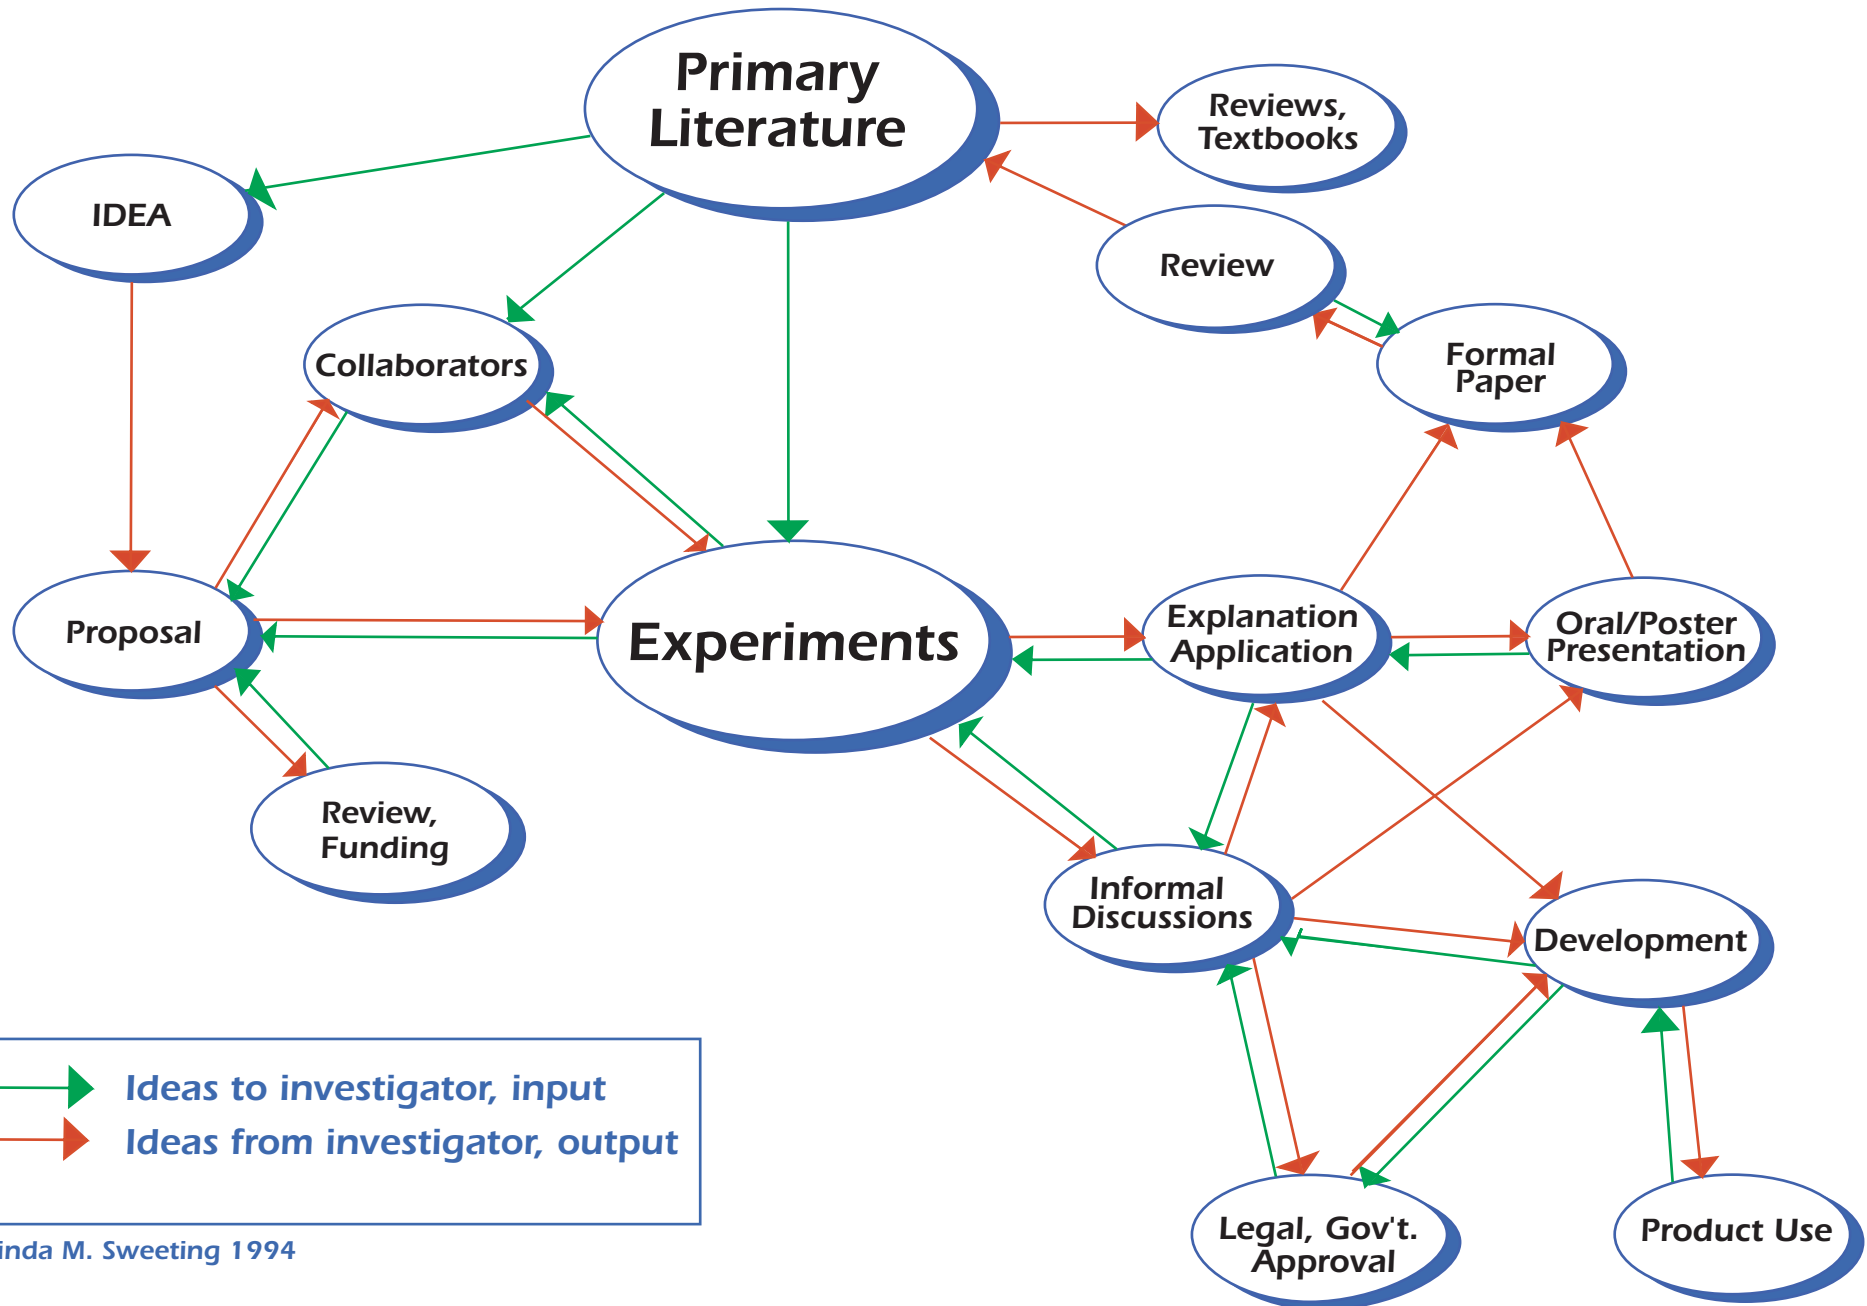 Primary
Literature
Reviews,
Textbooks
IDEA
Review
Collaborators
Formal
Paper
Proposal
Experiments
Explanation
Application
Oral/Poster
Presentation
Review,
Funding
Informal
Discussions
Development
Ideas to investigator, input
Ideas from investigator, output
Legal, Gov't.
Approval
Product Use
inda M. Sweeting 1994